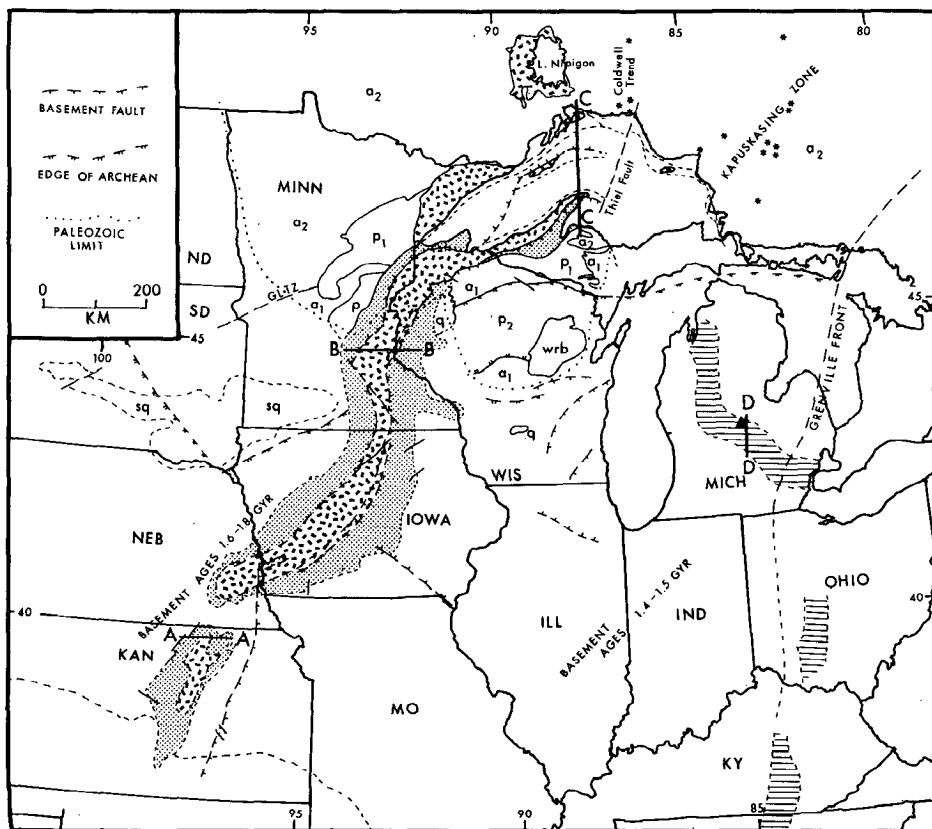 95
90
85
80
BASEMENT FAULT
EDGE OF ARCHEAN
PALEOZOIC
LIMIT
0 200
KM
a2
L. Nipigon
Coldwell
Trend
KAPUSKASING ZONE
a2
C
C
Thiel Fault
MINN
a2
p1
ND
SD
GLTZ
a1
p
a1
p1
a1
a1
45
45
100
q
p2
wrb
a1
B
B
sq
sq
q
WIS
GRENVILLE FRONT
D
D
MICH
NEB
BASEMENT AGES 1.6-1.8 GYR
IOWA
40
A
A
KAN
MO
ILL
BASEMENT
AGES 1.4-1.5 GYR
IND
OHIO
40
KY
95
90
85